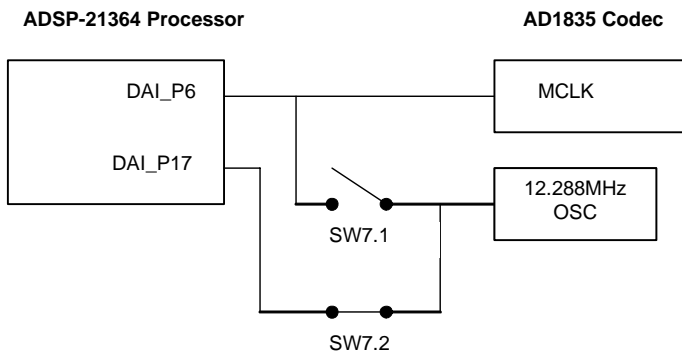 ADSP-21364 Processor
AD1835 Codec
DAI_P6
MCLK
DAI_P17
12.288MHz
OSC
SW7.1
SW7.2